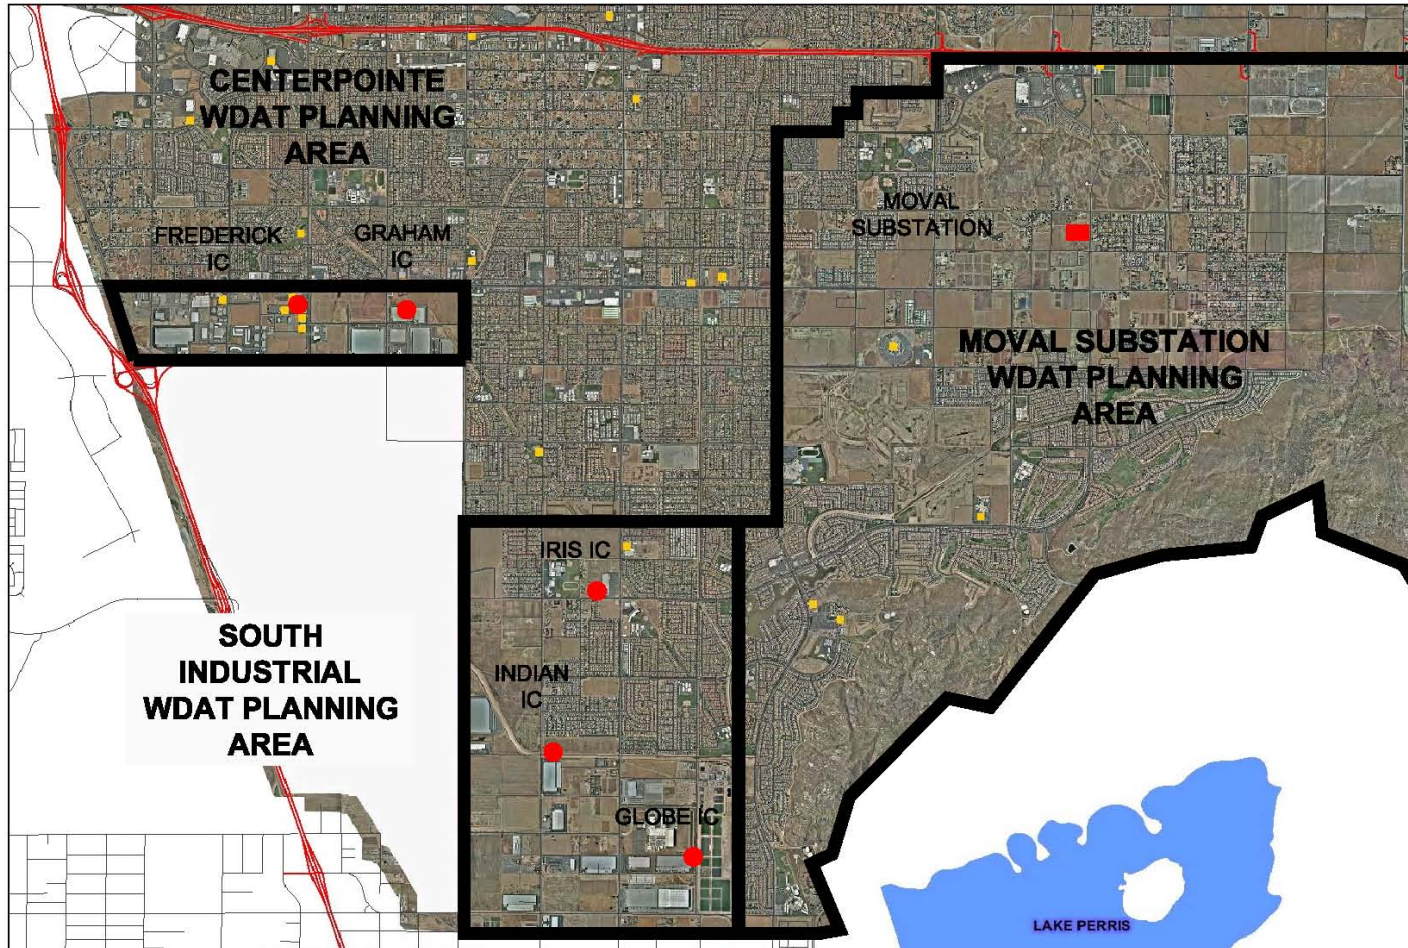 CENTERPOINTE
WDAT PLANNING
AREA
FREDERICK
IC
GRAHAM
IC
MOVAL
SUBSTATION
MOVAL SUBSTATION
WDAT PLANNING
AREA
IRIS IC
SOUTH
INDUSTRIAL
WDAT PLANNING
AREA
INDIAN
IC
GLOBE IC
LAKE PERRIS